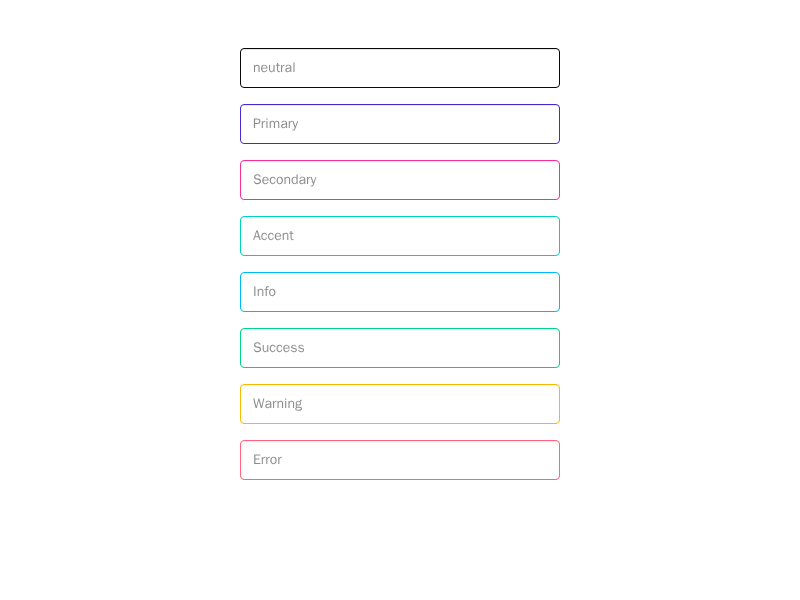 neutral
Primary
Secondary
Accent
Info
Success
Warning
Error